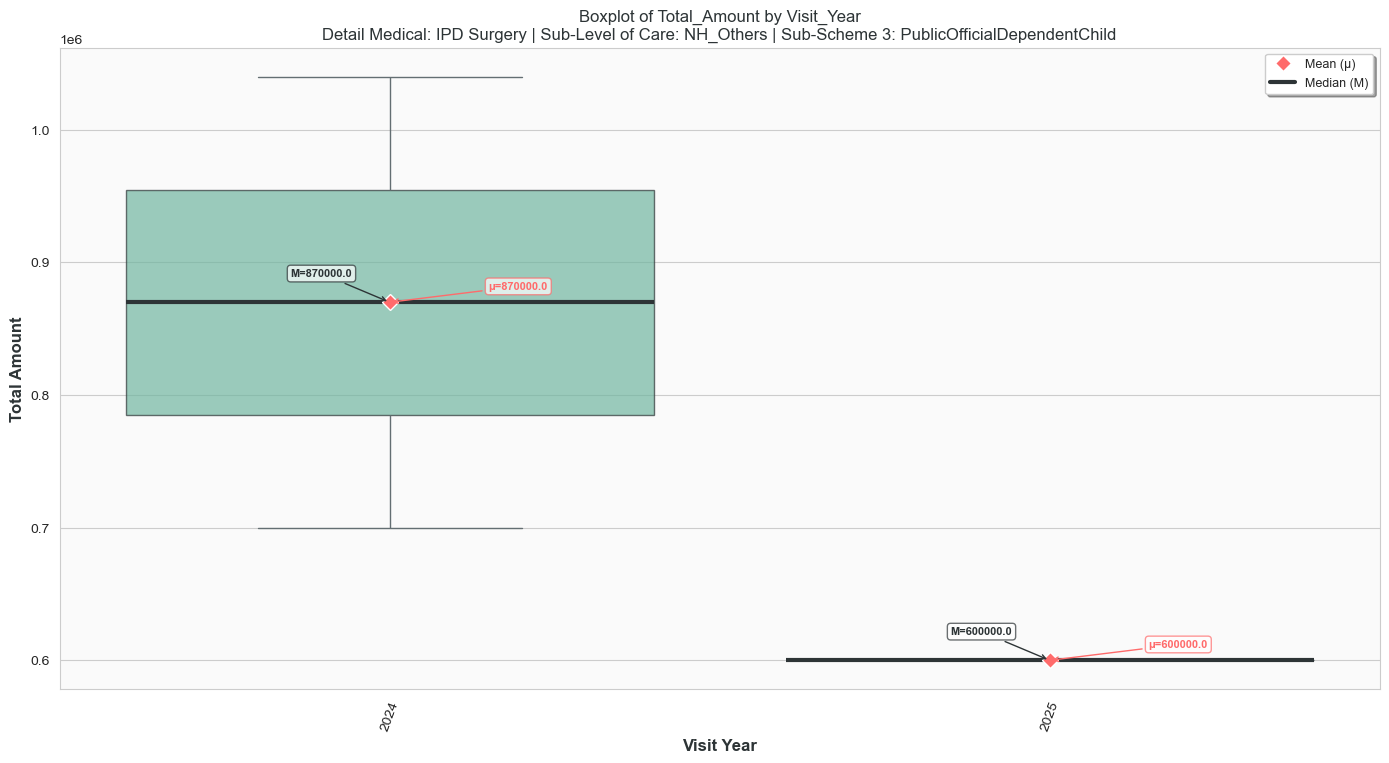 Boxplot of Total_Amount by Visit_Year
Detail Medical: IPD Surgery | Sub-Level of Care: NH_Others | Sub-Scheme 3: PublicOfficialDependentChild
1e6
Mean (μ)
Median (M)
1.0
0.9
0.8
0.7
0.6
Total Amount
M=870000.0
μ=870000.0
M=600000.0
μ=600000.0
2024
2025
Visit Year